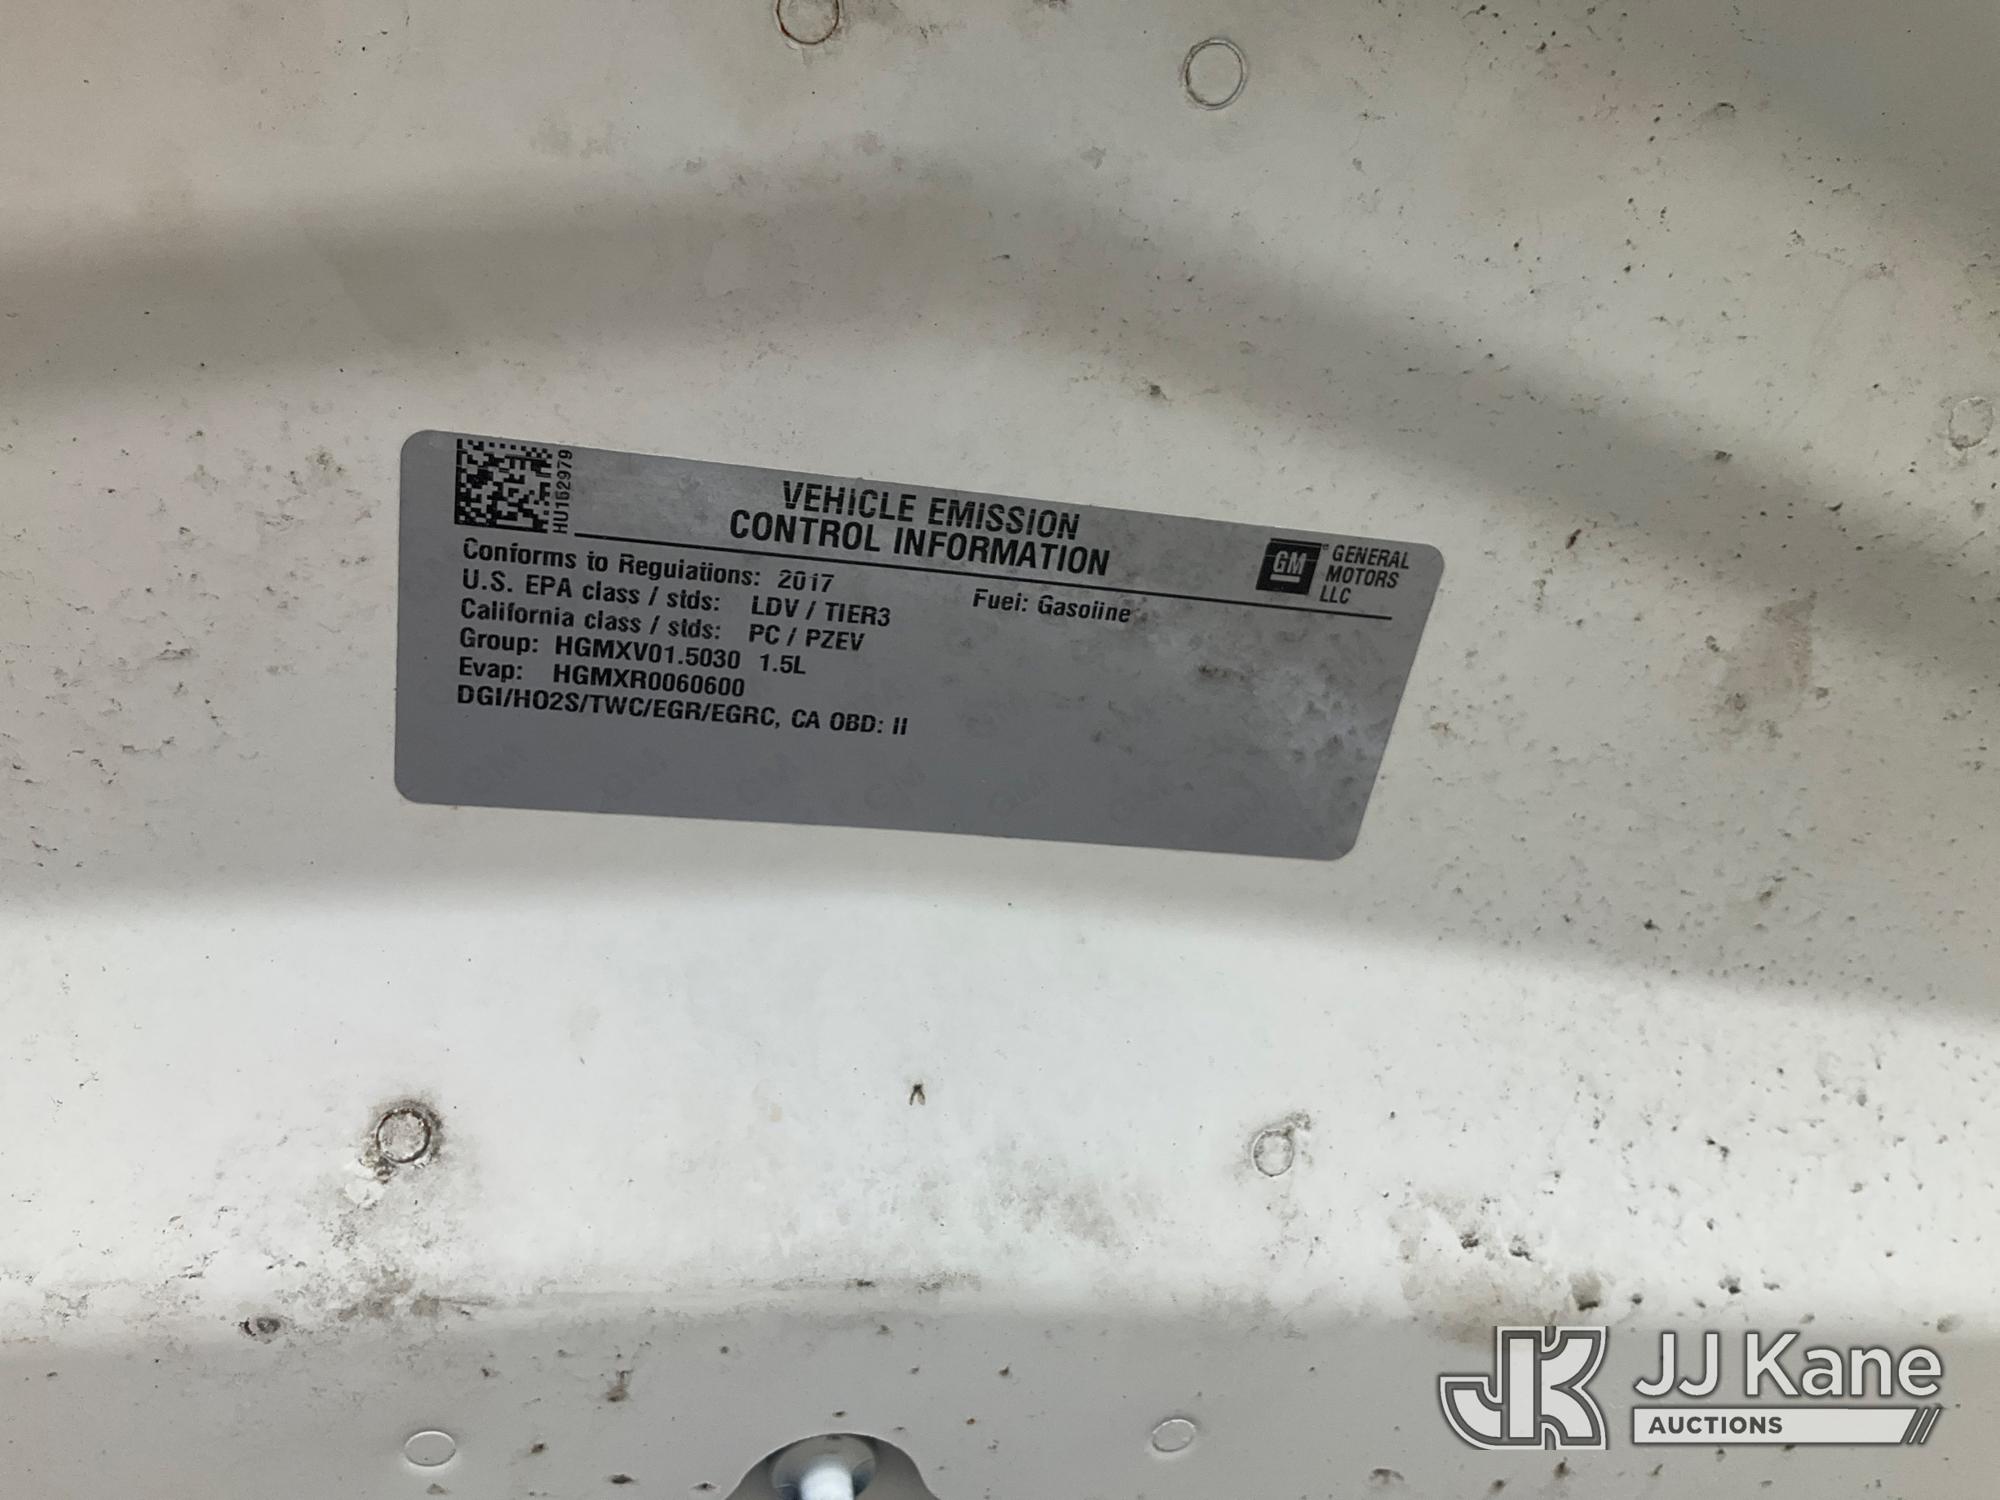 HU152979
VEHICLE EMISSION
CONTROL INFORMATION
GM
GENERAL
MOTORS
LLC
Conforms to Regulations: 2017
Fuel: Gasoline
U.S. EPA class / stds: LDV / TIER3
California class / stds: PC / PZEV
Group: HGMXV01.5030 1.5L
Evap: HGMXR0060600
DGI/HO2S/TWC/EGR/EGRC, CA OBD: II
JK
JJ Kane
AUCTIONS